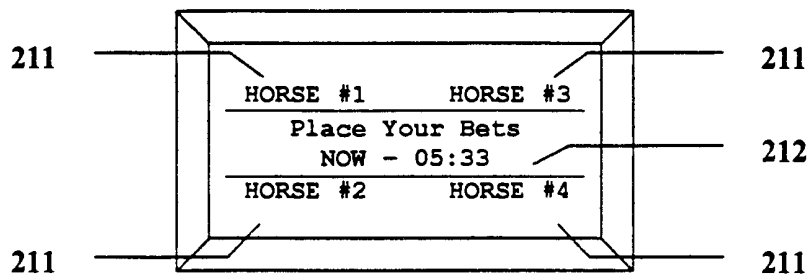 211 211
HORSE #1 HORSE #3
Place Your Bets
NOW - 05:33
212
HORSE #2 HORSE #4
211 211